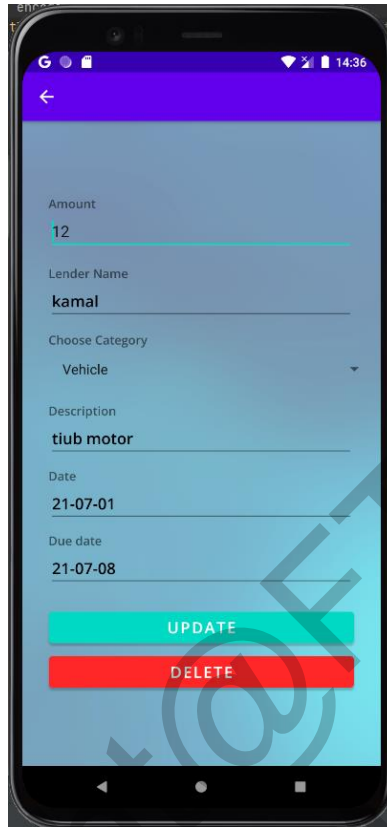 G 14:36
Amount
12
Lender Name
kamal
Choose Category
Vehicle
Description
tiub motor
Date
21-07-01
Due date
21-07-08
UPDATE
DELETE